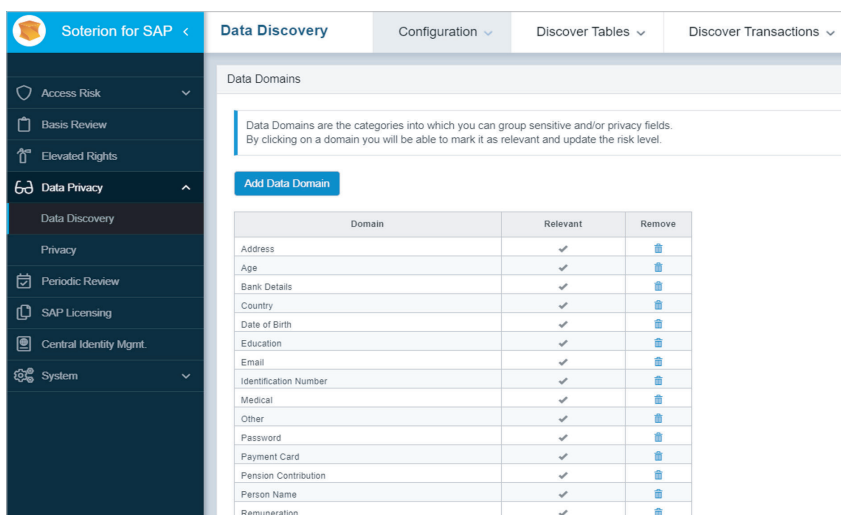 Soterion for SAP <
Data Discovery
Configuration
Discover Tables
Discover Transactions
Access Risk
Basis Review
Elevated Rights
Data Privacy
Data Discovery
Privacy
Periodic Review
SAP Licensing
Central Identity Mgmt.
System
Data Domains
Data Domains are the categories into which you can group sensitive and/or privacy fields.
By clicking on a domain you will be able to mark it as relevant and update the risk level.
Add Data Domain
Domain Relevant Remove
Address
Age
Bank Details
Country
Date of Birth
Education
Email
Identification Number
Medical
Other
Password
Payment Card
Pension Contribution
Person Name
Remuneration